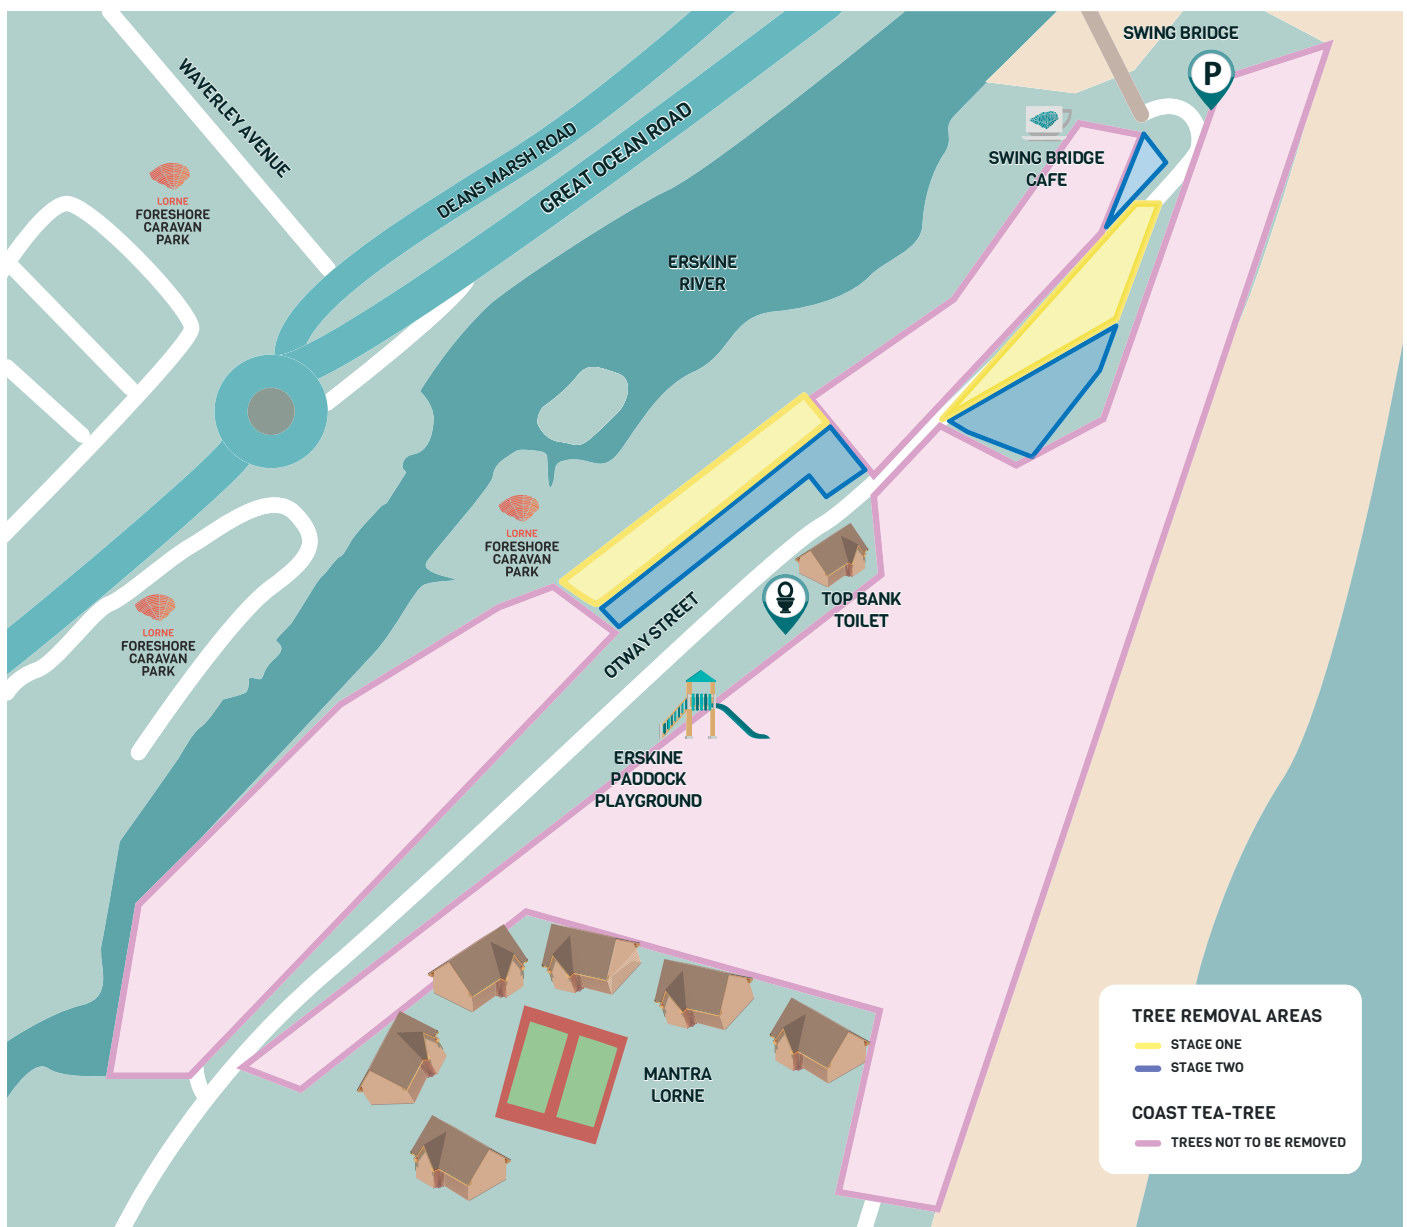 SWING BRIDGE
P
WAVERLEY AVENUE
DEANS MARSH ROAD
GREAT OCEAN ROAD
SWING BRIDGE
CAFE
LORNE
FORESHORE
CARAVAN
PARK
ERSKINE
RIVER
LORNE
FORESHORE
CARAVAN
PARK
LORNE
FORESHORE
CARAVAN
PARK
OTWAY STREET
TOP BANK
TOILET
ERSKINE
PADDOCK
PLAYGROUND
MANTRA
LORNE
TREE REMOVAL AREAS
STAGE ONE
STAGE TWO
COAST TEA-TREE
TREES NOT TO BE REMOVED